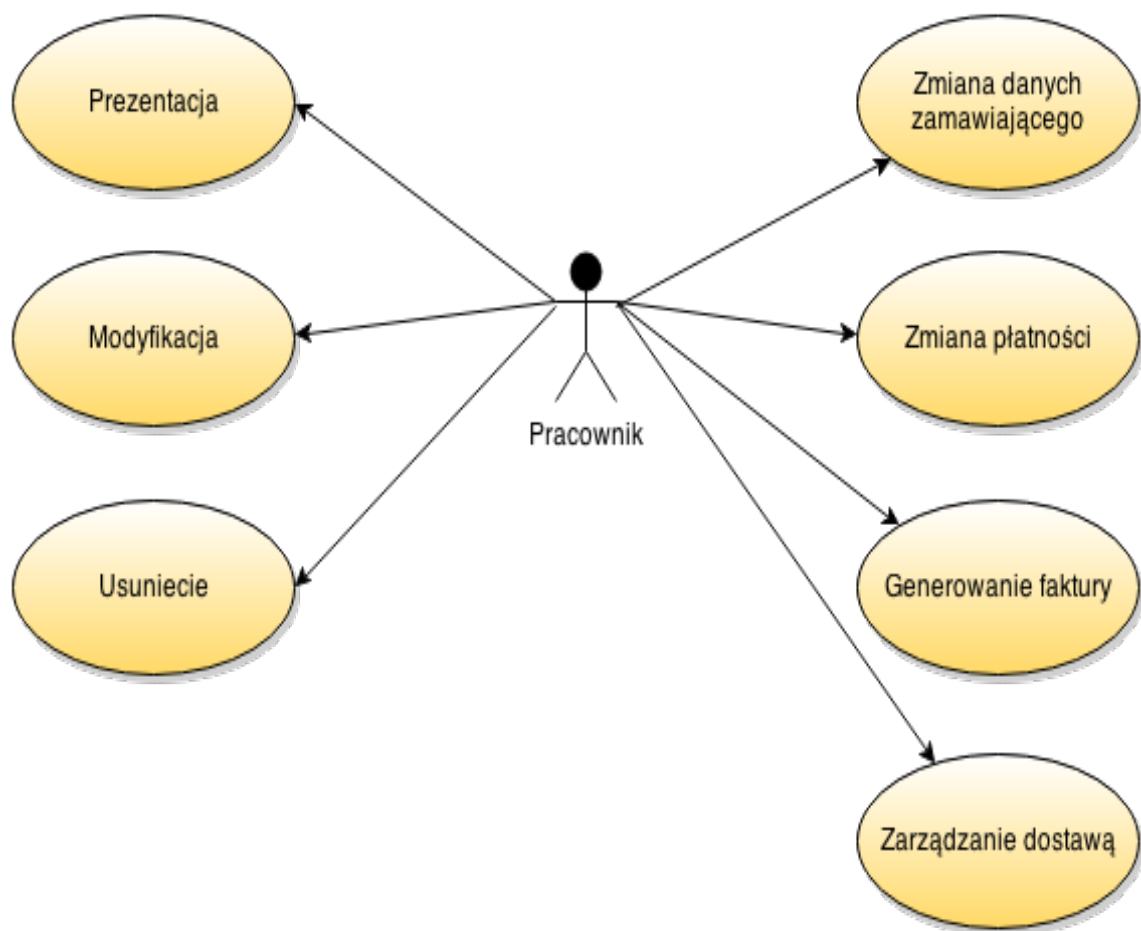 Prezentacja
Zmiana danych
zamawiającego
Modyfikacja
Zmiana płatności
Pracownik
Usuniecie
Generowanie faktury
Zarządzanie dostawą